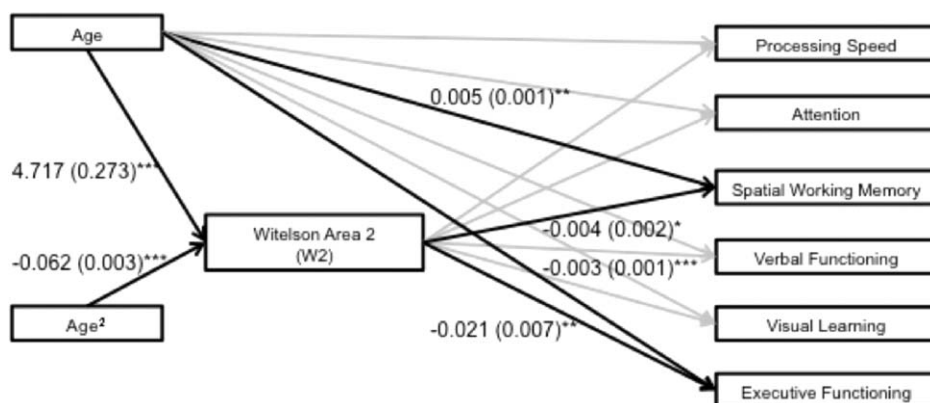 Age
Processing Speed
0.005 (0.001)**
Attention
4.717 (0.273)***
Spatial Working Memory
Witelson Area 2
(W2)
-0.004 (0.002)*
-0.062 (0.003)***
-0.003 (0.001)***
Verbal Functioning
Age²
-0.021 (0.007)**
Visual Learning
Executive Functioning